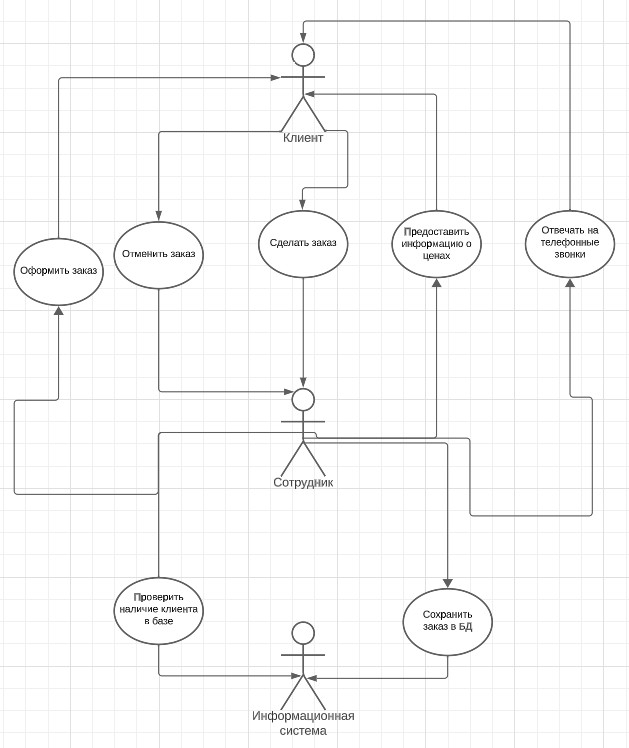 Клиент
Оформить заказ
Отменить заказ
Сделать заказ
Предоставить
информацию о
ценах
Отвечать на
телефонные
звонки
Сотрудник
Проверить
наличие клиента
в базе
Сохранить
заказ в БД
Информационная
система